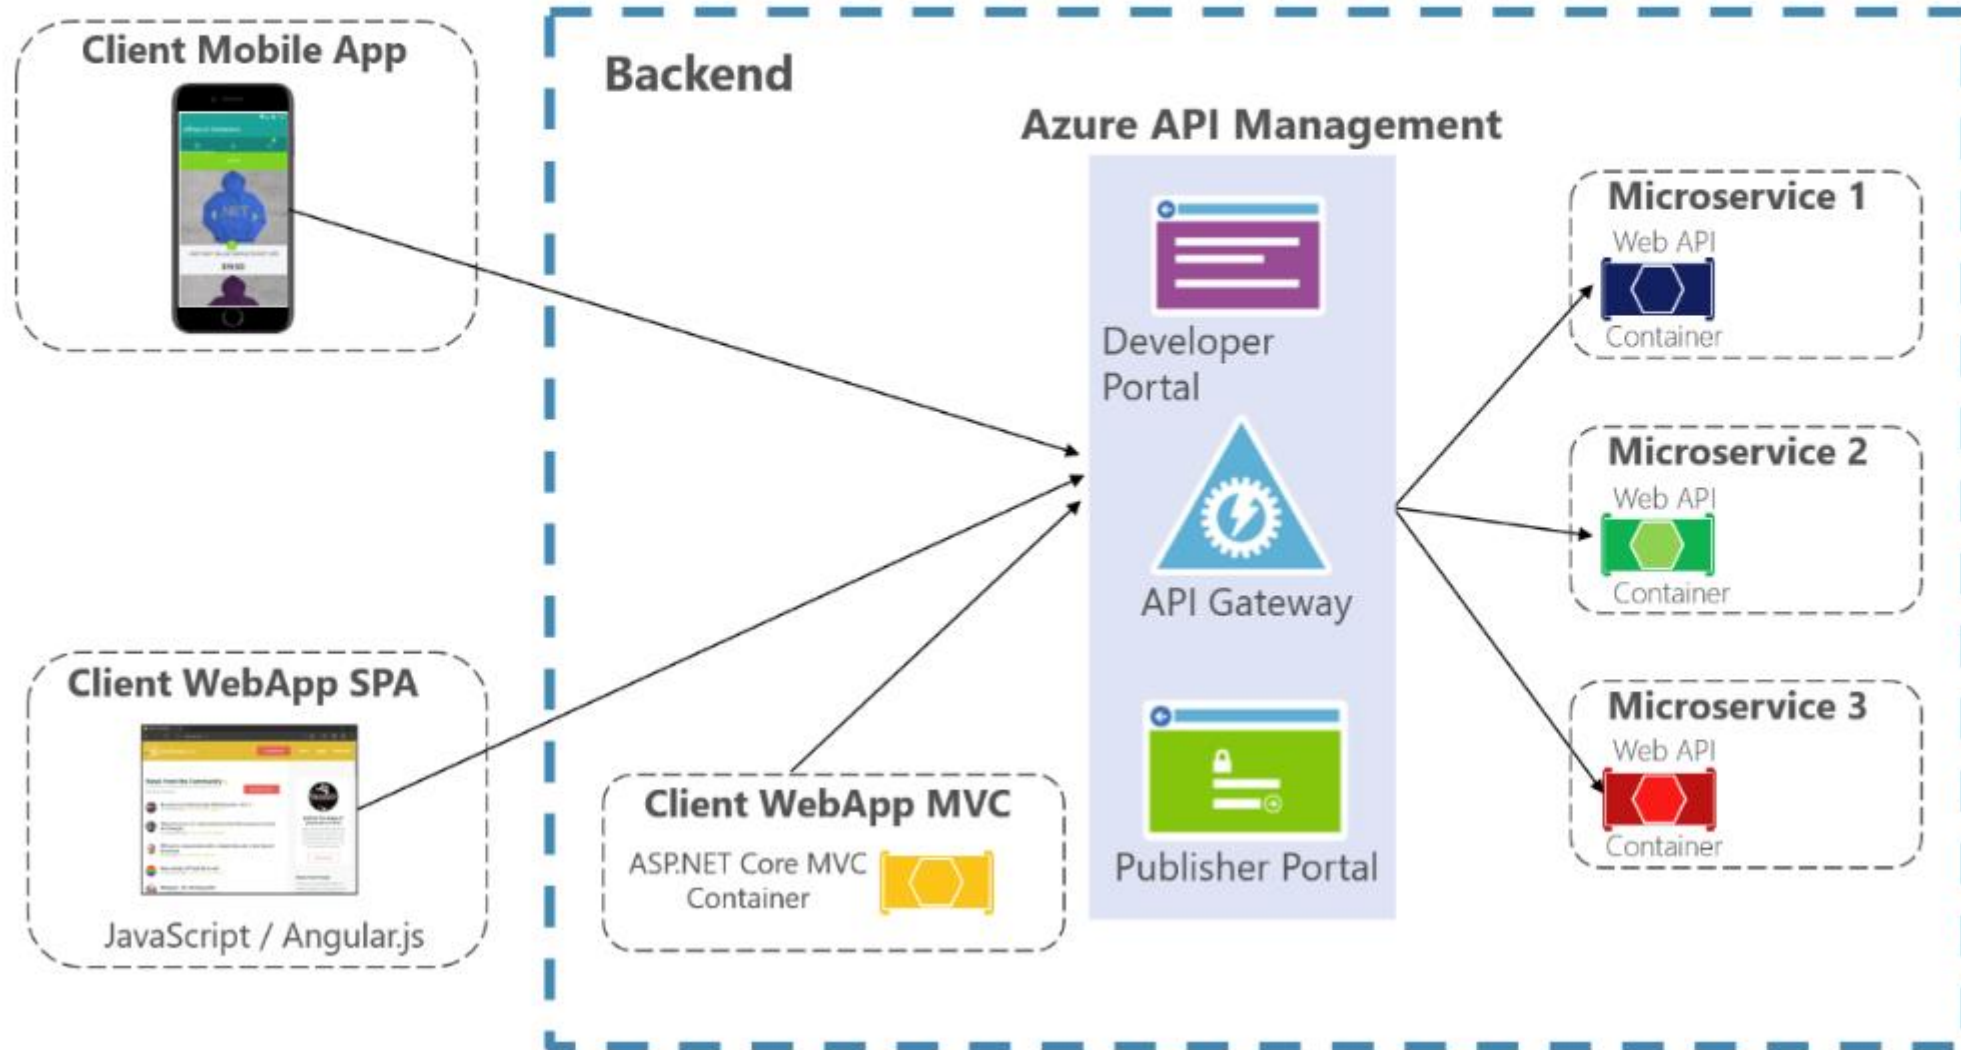 Client Mobile App
.NET
Backend
Azure API Management
Developer
Portal
API Gateway
Publisher Portal
Microservice 1
Web API
Container
Microservice 2
Web API
Container
Microservice 3
Web API
Container
Client WebApp SPA
JavaScript / Angular.js
Client WebApp MVC
ASP.NET Core MVC
Container